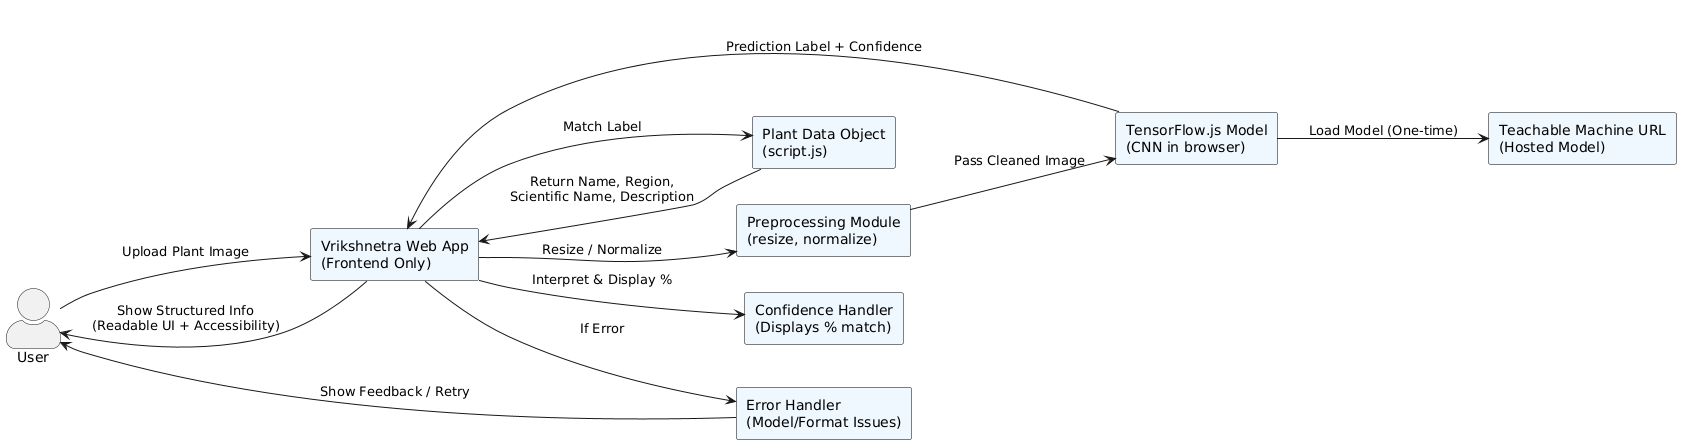 Prediction Label + Confidence
Match Label
Plant Data Object
(script.js)
TensorFlow.js Model
(CNN in browser)
Load Model (One-time)
Teachable Machine URL
(Hosted Model)
Pass Cleaned Image
Return Name, Region,
Scientific Name, Description
Preprocessing Module
(resize, normalize)
Upload Plant Image
Vrikshnetra Web App
(Frontend Only)
Resize / Normalize
Interpret & Display %
Show Structured Info
(Readable UI + Accessibility)
Confidence Handler
(Displays % match)
If Error
User
Show Feedback / Retry
Error Handler
(Model/Format Issues)